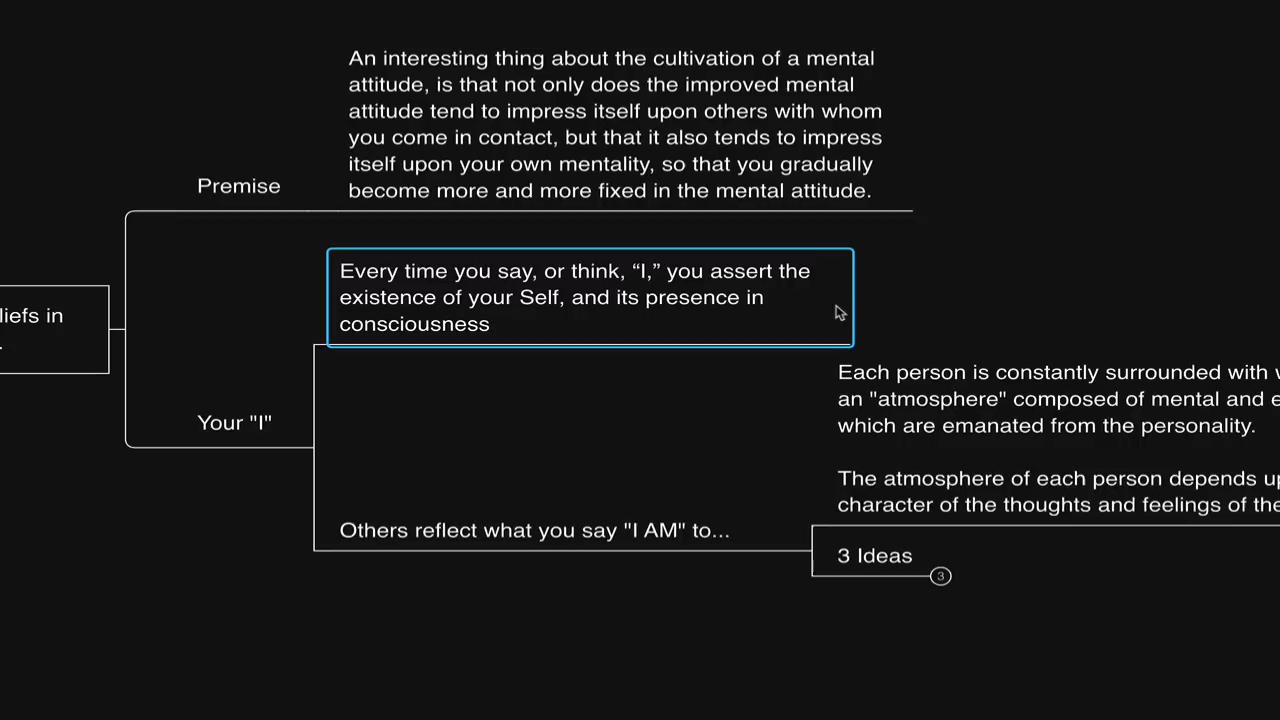 An interesting thing about the cultivation of a mental
attitude, is that not only does the improved mental
attitude tend to impress itself upon others with whom
you come in contact, but that it also tends to impress
itself upon your own mentality, so that you gradually
become more and more fixed in the mental attitude.
Premise
Every time you say, or think, “I,” you assert the
existence of your Self, and its presence in
consciousness
liefs in
.
Your "I"
Each person is constantly surrounded with
an "atmosphere" composed of mental and
which are emanated from the personality.
The atmosphere of each person depends
character of the thoughts and feelings of the
Others reflect what you say "I AM" to...
3 Ideas
3